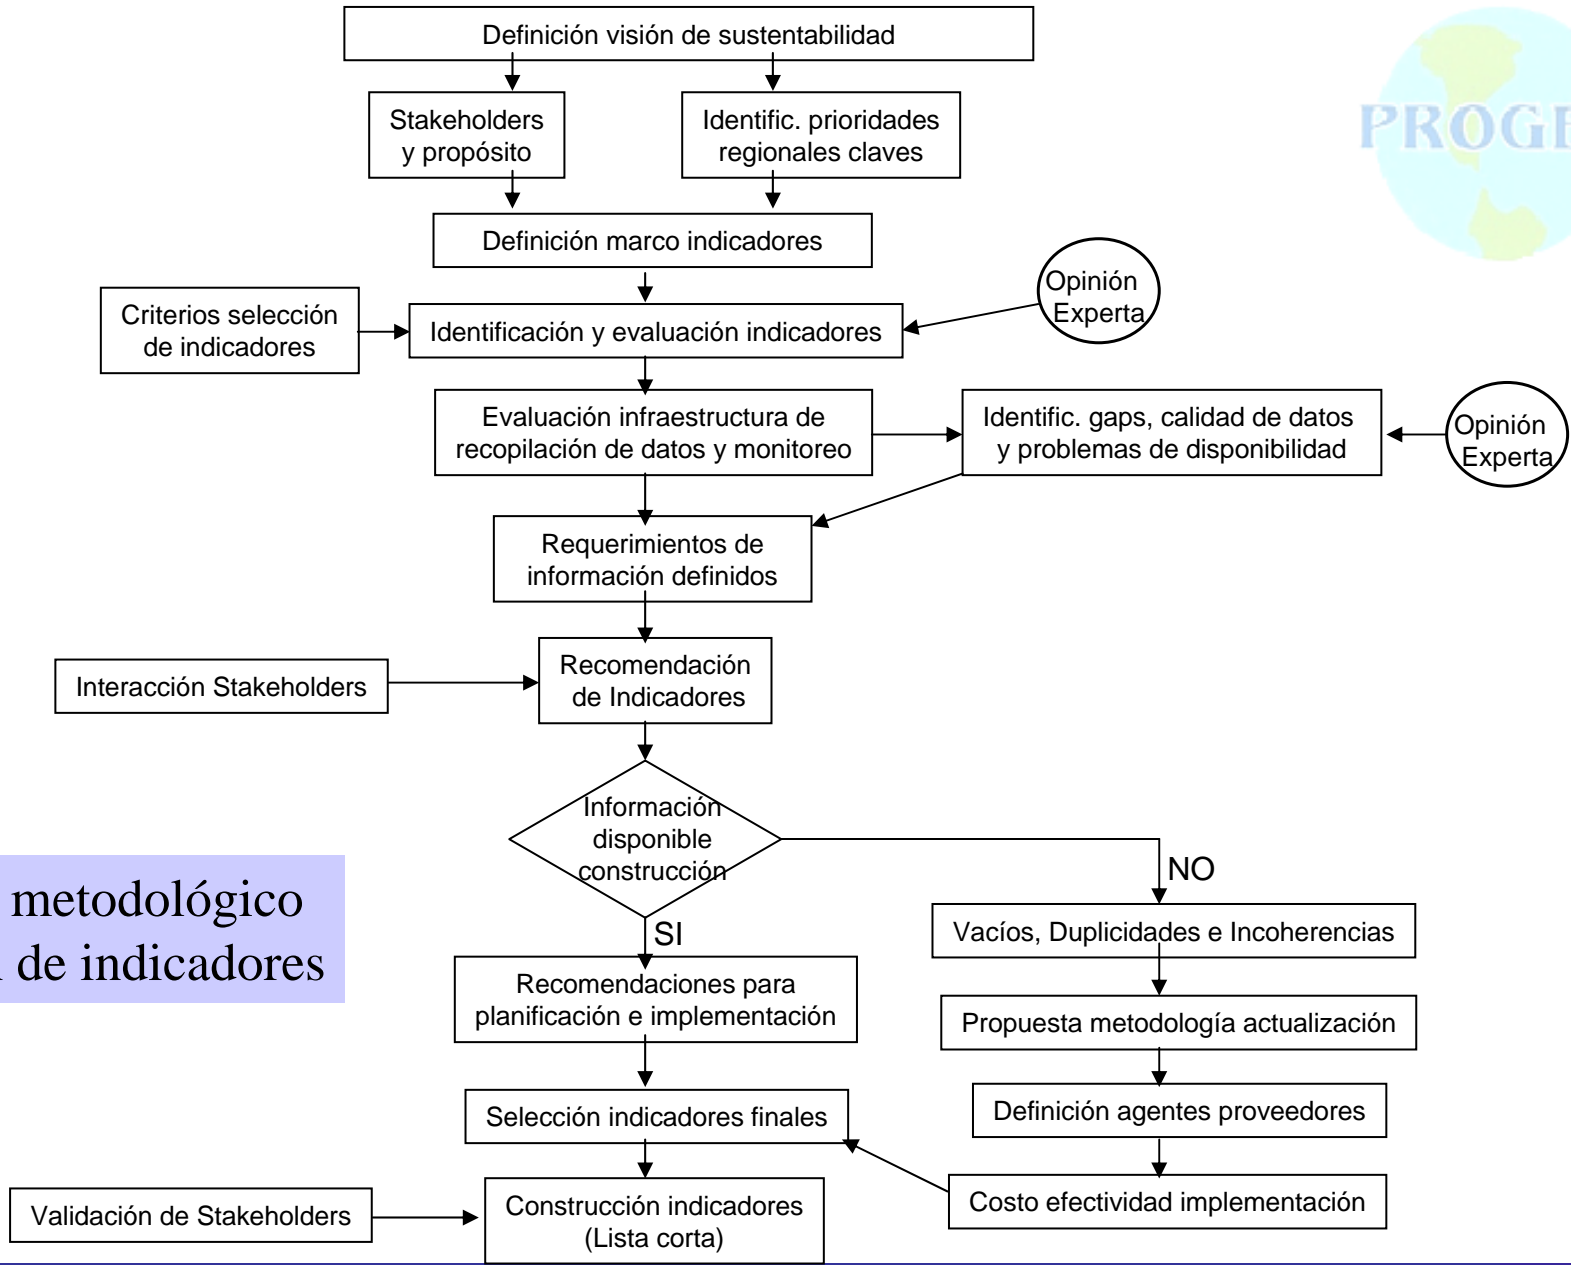 Definición visión de sustentabilidad
Stakeholders
y propósito
Identific. prioridades
regionales claves
Definición marco indicadores
Criterios selección
de indicadores
Identificación y evaluación indicadores
Opinión
Experta
Evaluación infraestructura de
recopilación de datos y monitoreo
Identific. gaps, calidad de datos
y problemas de disponibilidad
Opinión
Experta
Requerimientos de
información definidos
Interacción Stakeholders
Recomendación
de Indicadores
Información
disponible
construcción
NO
SI
metodológico
de indicadores
Vacíos, Duplicidades e Incoherencias
Recomendaciones para
planificación e implementación
Propuesta metodología actualización
Selección indicadores finales
Definición agentes proveedores
Validación de Stakeholders
Construcción indicadores
(Lista corta)
Costo efectividad implementación